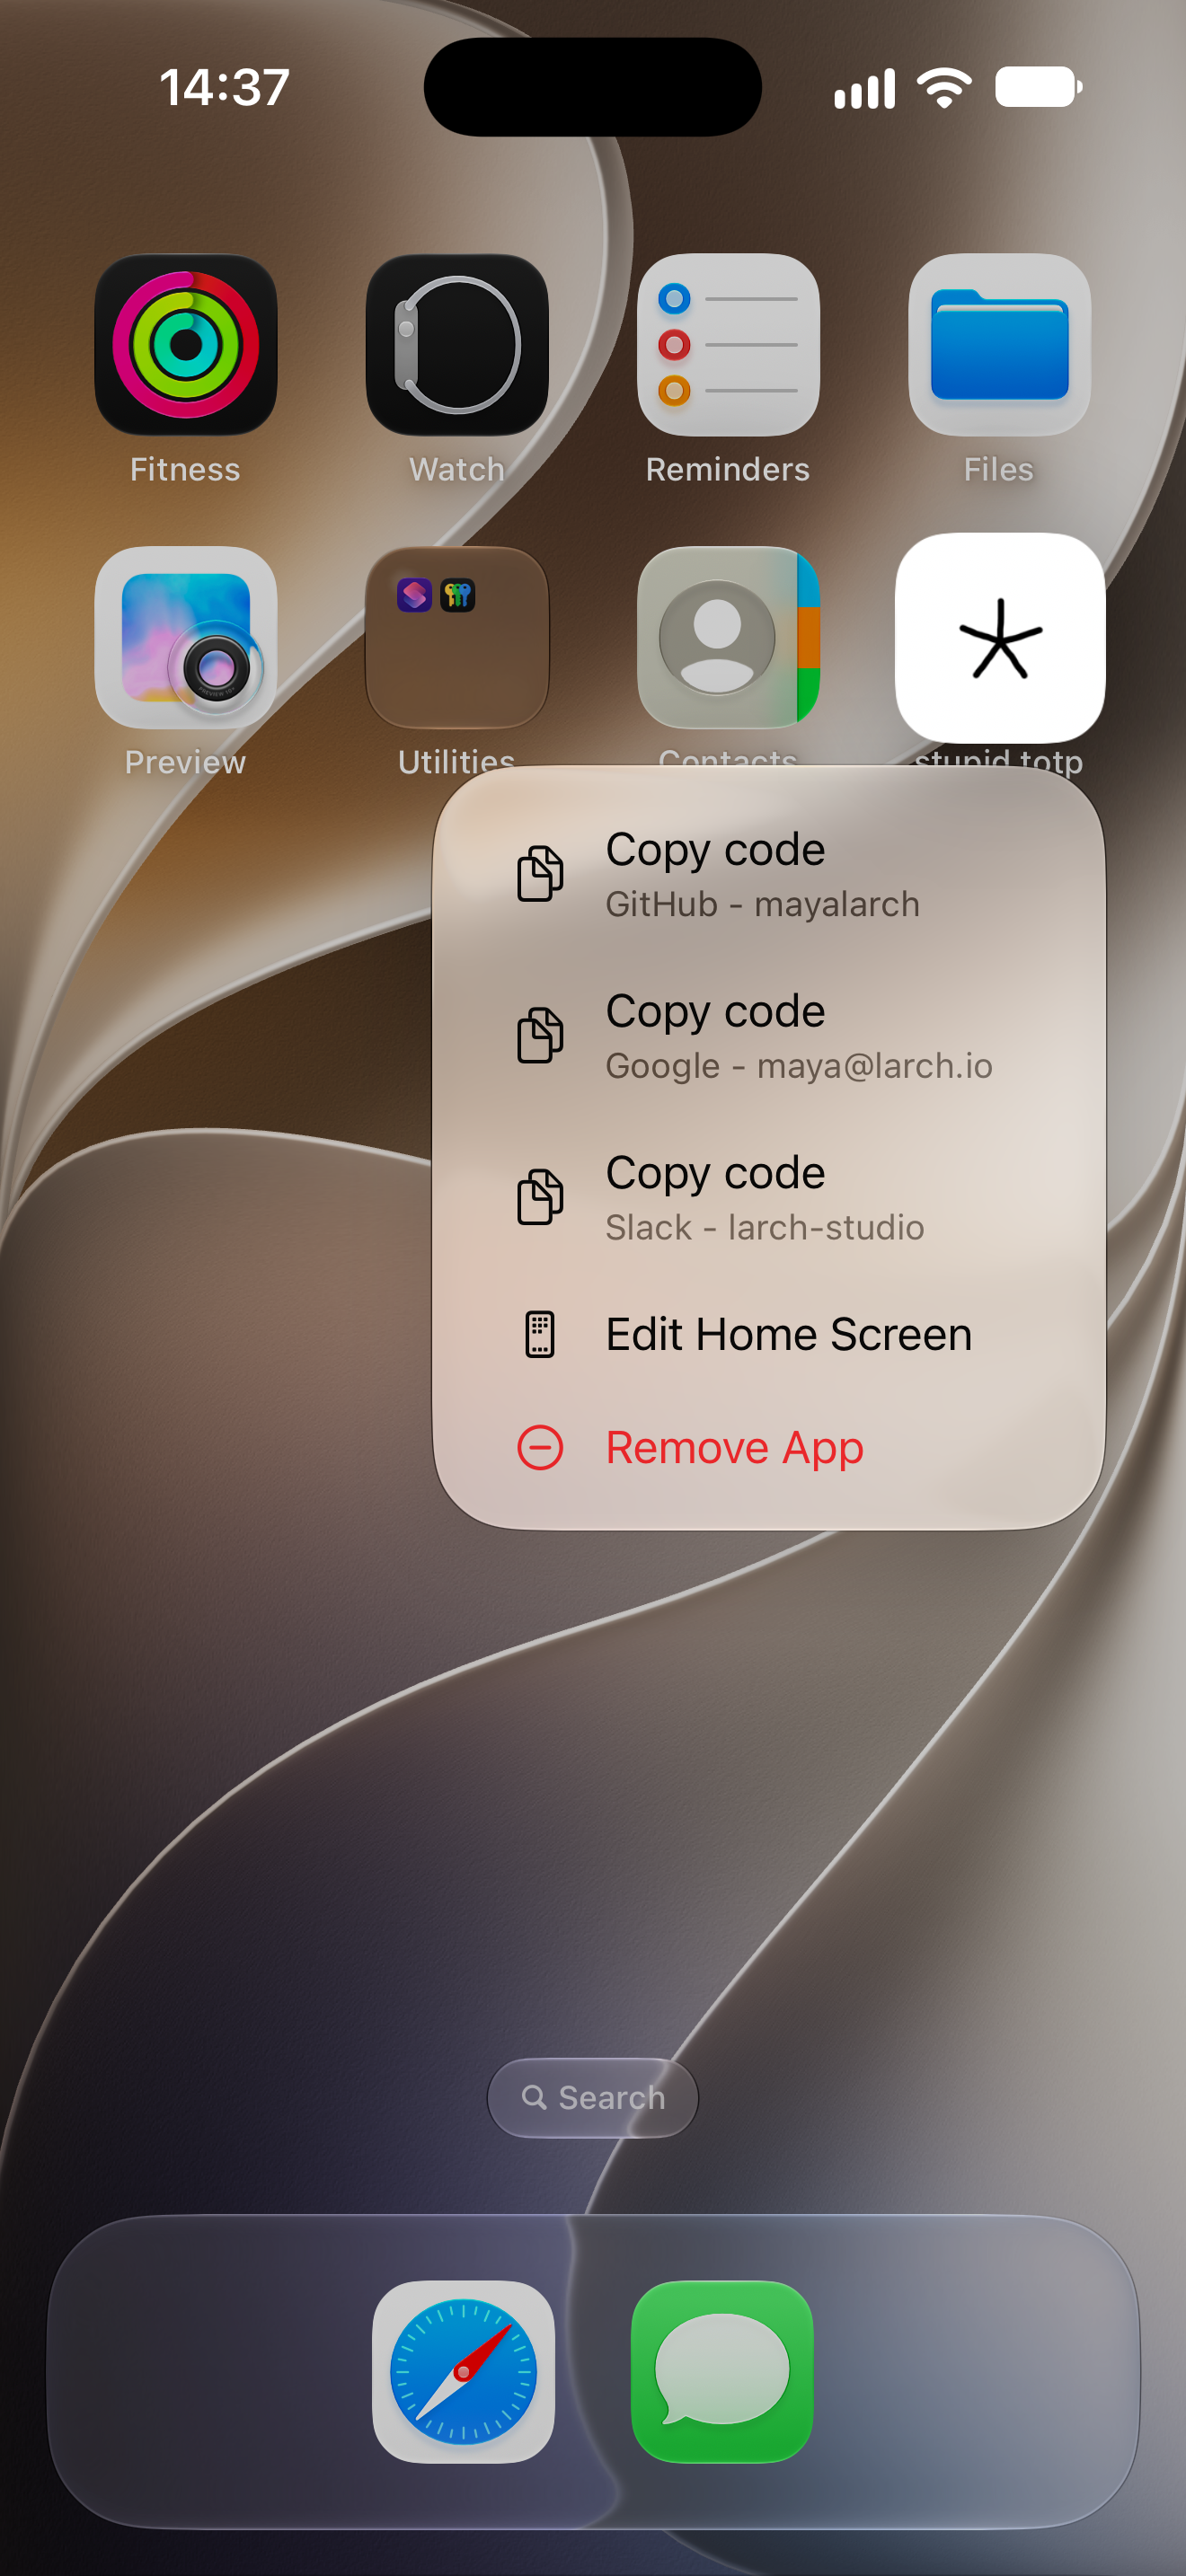 14:37
Fitness
Watch
Reminders
Files
Preview
Utilities
Contacts
stupid totp
Copy code
GitHub - mayalarch
Copy code
Google - maya@larch.io
Copy code
Slack - larch-studio
Edit Home Screen
Remove App
Search